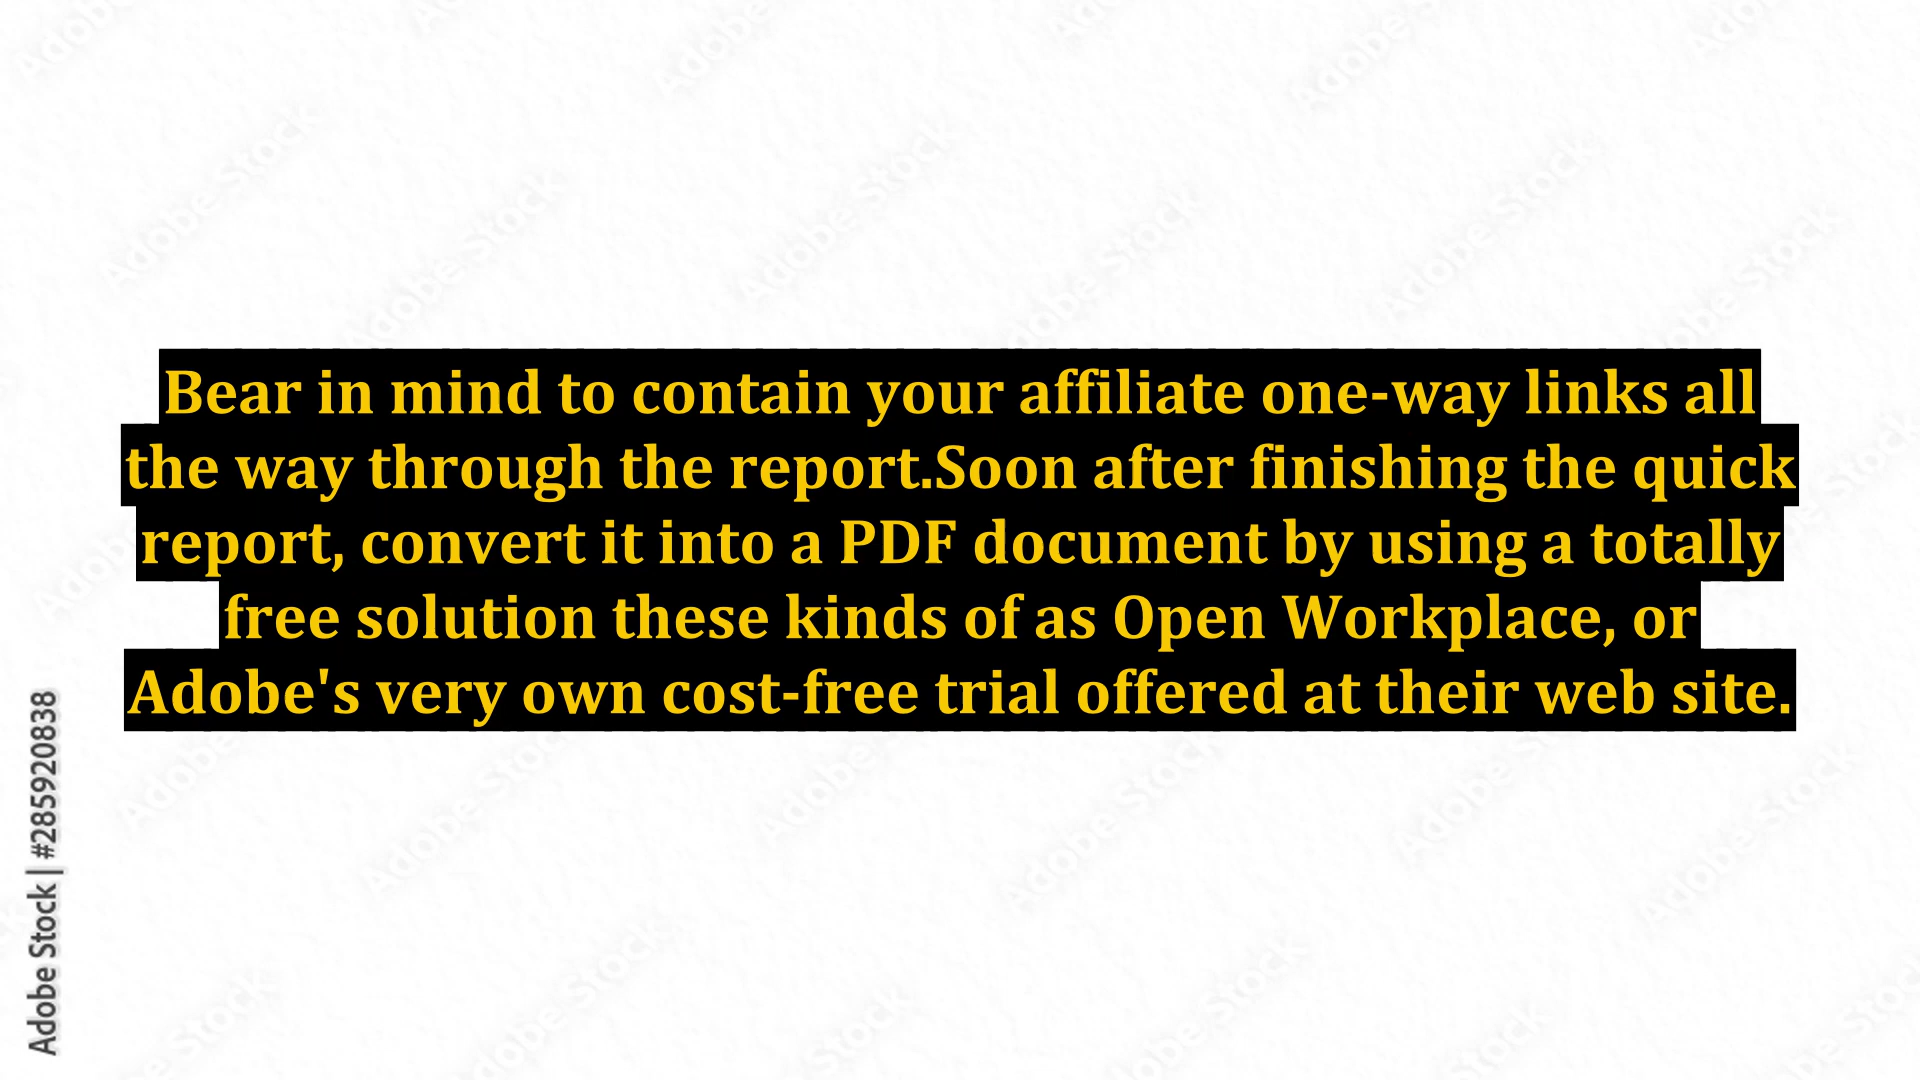 Bear in mind to contain your affiliate one-way links all
the way through the report.Soon after finishing the quick
report, convert it into a PDF document by using a totally
free solution these kinds of as Open Workplace, or
Adobe's very own cost-free trial offered at their web site.
Adobe Stock | #285920838